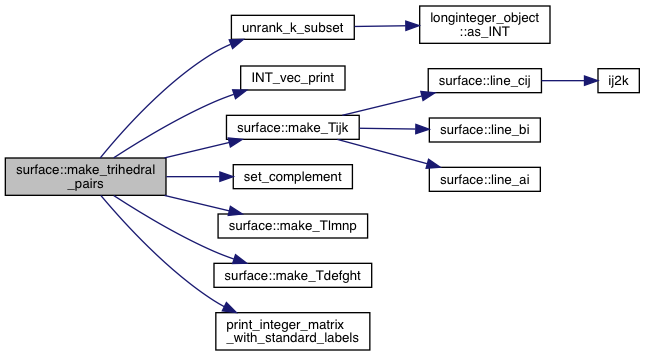 surface::make_trihedral
_pairs
unrank_k_subset
longinteger_object
::as_INT
INT_vec_print
surface::make_Tijk
surface::line_cij
ij2k
surface::line_bi
surface::line_ai
set_complement
surface::make_Tlmnp
surface::make_Tdefght
print_integer_matrix
_with_standard_labels